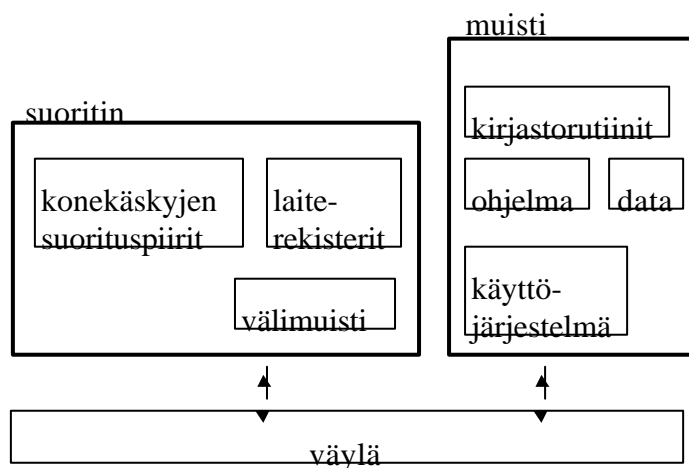 muisti
suoritin
kirjastorutiinit
konekäskyjen
suorituspiirit
laite-
rekisterit
ohjelma
data
välimuisti
käyttö-
järjestelmä
väylä